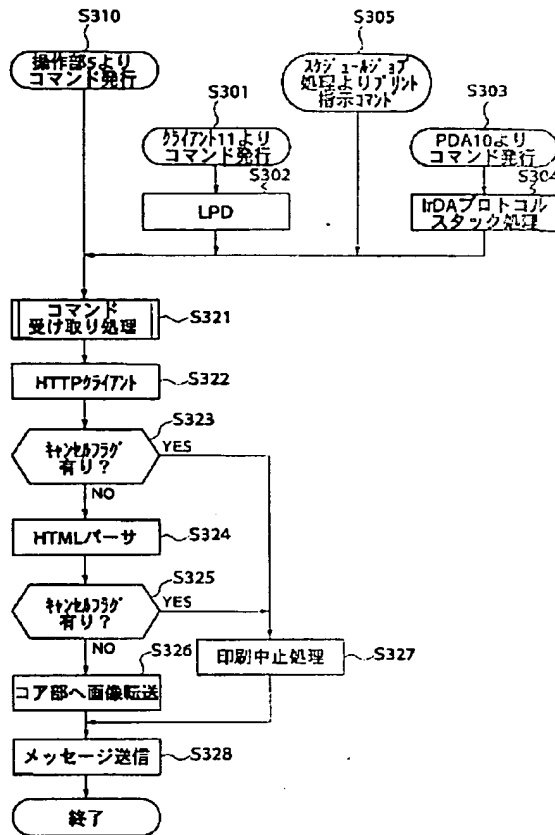 S310
操作部5より
コマンド発行
S305
スケジュールジョブ
処理よりプリント
指示コマンド
S301
クライアント11より
コマンド発行
S303
PDA10より
コマンド発行
S302
LPD
S304
IrDAプロトコル
スタック処理
コマンド
受け取り処理
S321
HTTPクライアント
S322
S323
キャンセルフラグ
有り?
YES
NO
HTMLパーサ
S324
S325
キャンセルフラグ
有り?
YES
NO
S326
コア部へ画像転送
印刷中止処理
S327
メッセージ送信
S328
終了